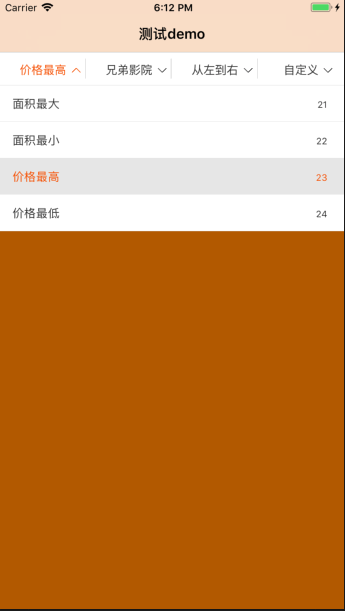 Carrier 6:12 PM
测试demo
价格最高 兄弟影院 从左到右 自定义
面积最大 21
面积最小 22
价格最高 23
价格最低 24